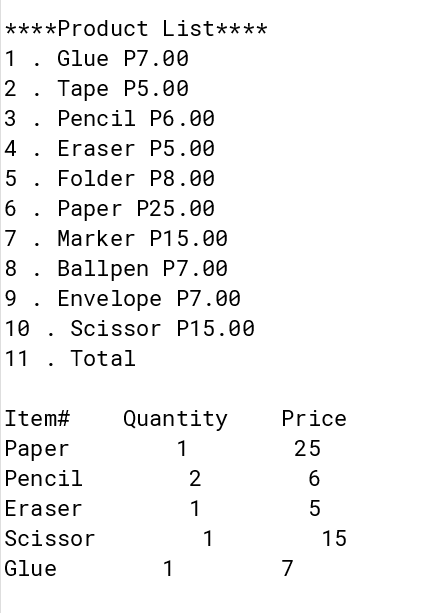 ****Product List****
1 . Glue P7.00
2 . Tape P5.00
3 . Pencil P6.00
4 . Eraser P5.00
5 . Folder P8.00
6 . Paper P25.00
7 . Marker P15.00
8 . Ballpen P7.00
9 . Envelope P7.00
10 . Scissor P15.00
11 . Total
Item# Quantity Price
Paper 1 25
Pencil 2 6
Eraser 1 5
Scissor 1 15
Glue 1 7